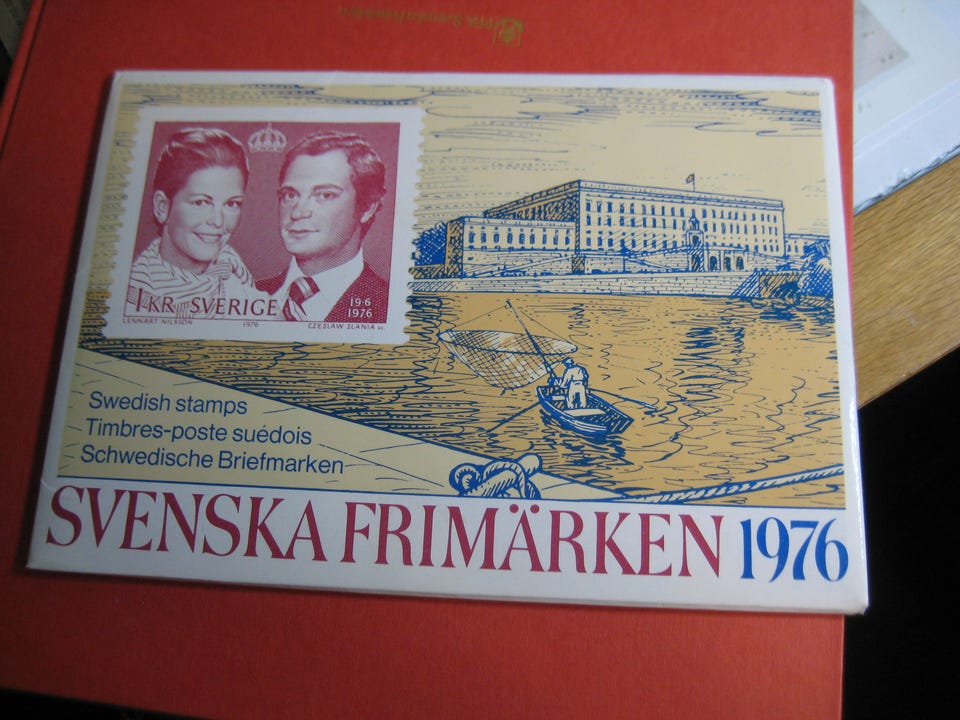 1 KR SVERIGE
19-6
1976
LENNART NILSSON 1976 CZESLAW SLANIA sc
Swedish stamps
Timbres-poste suédois
Schwedische Briefmarken
SVENSKA FRIMÄRKEN 1976